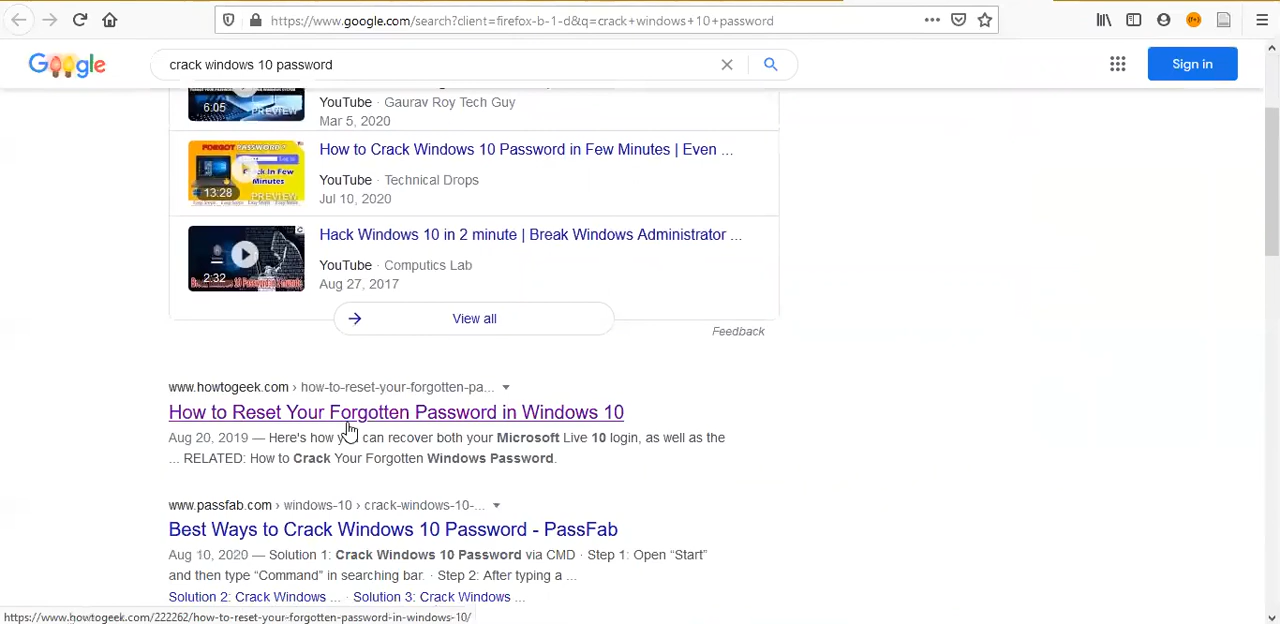 https://www.google.com/search?client=firefox-b-1-d&q=crack+windows+10+password
Google
crack windows 10 password
Sign in
6:05
PREVIEW
YouTube · Gaurav Roy Tech Guy
Mar 5, 2020
FORGOT PASSWORD?
Crack In Few
Minutes
13:28
PREVIEW
How to Crack Windows 10 Password in Few Minutes | Even ...
YouTube · Technical Drops
Jul 10, 2020
2:32
Hack Windows 10 in 2 minute | Break Windows Administrator ...
YouTube · Computics Lab
Aug 27, 2017
View all
Feedback
www.howtogeek.com › how-to-reset-your-forgotten-pa...
How to Reset Your Forgotten Password in Windows 10
Aug 20, 2019 — Here's how you can recover both your Microsoft Live 10 login, as well as the
... RELATED: How to Crack Your Forgotten Windows Password.
www.passfab.com › windows-10 › crack-windows-10-...
Best Ways to Crack Windows 10 Password - PassFab
Aug 10, 2020 — Solution 1: Crack Windows 10 Password via CMD · Step 1: Open “Start”
and then type “Command” in searching bar. · Step 2: After typing a ...
Solution 2: Crack Windows ... · Solution 3: Crack Windows ...
https://www.howtogeek.com/222262/how-to-reset-your-forgotten-password-in-windows-10/